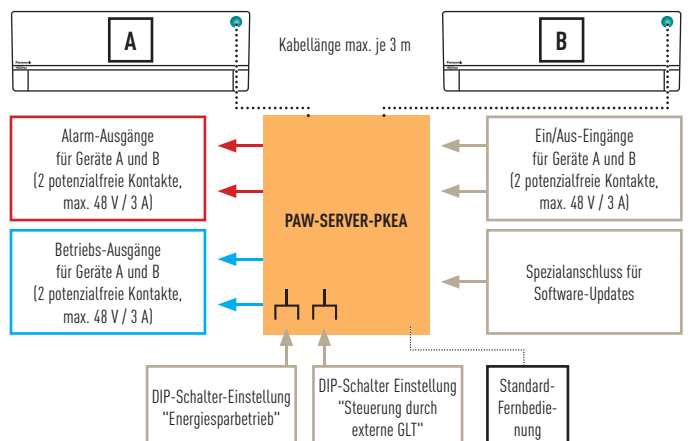 A
Kabellänge max. je 3 m
B
Panasonic
Panasonic
Alarm-Ausgänge
für Geräte A und B
(2 potenzialfreie Kontakte,
max. 48 V / 3 A)
Ein/Aus-Eingänge
für Geräte A und B
(2 potenzialfreie Kontakte,
max. 48 V / 3 A)
PAW-SERVER-PKEA
Betriebs-Ausgänge
für Geräte A und B
(2 potenzialfreie Kontakte,
max. 48 V / 3 A)
Spezialanschluss für
Software-Updates
DIP-Schalter-Einstellung
"Energiesparbetrieb"
DIP-Schalter Einstellung
"Steuerung durch
externe GLT"
Standard-
Fernbedie-
nung